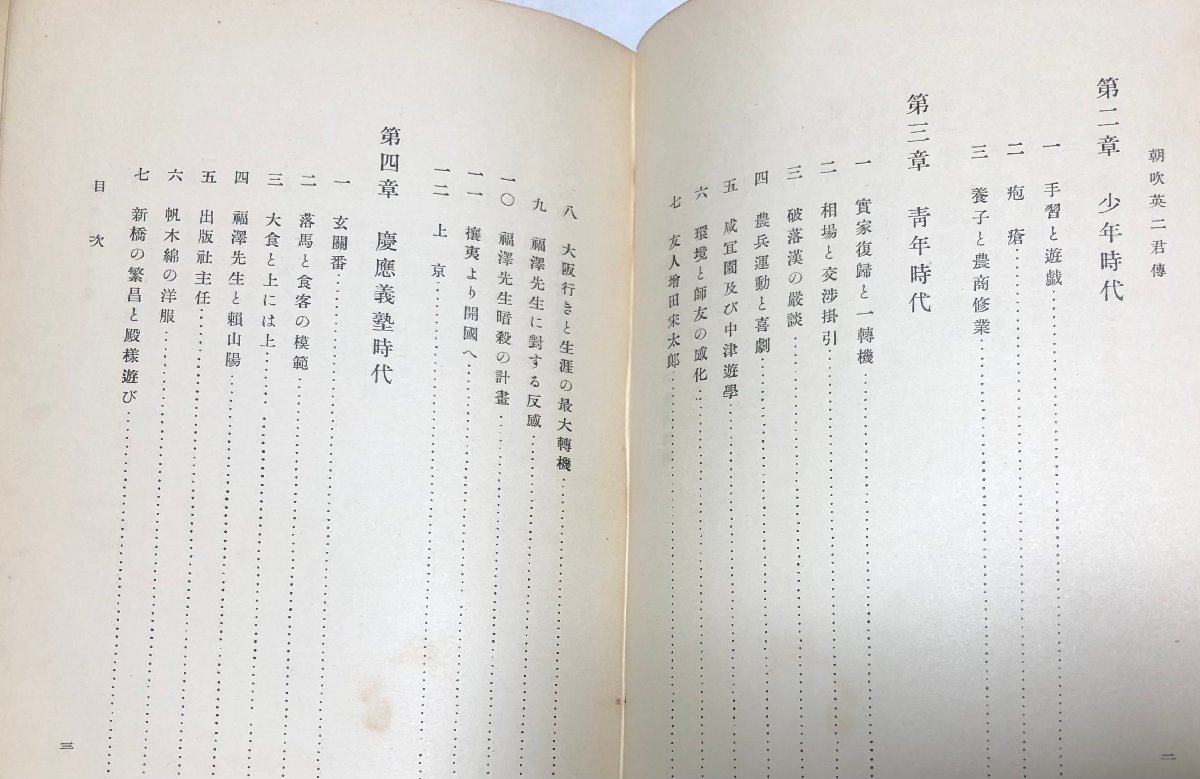 朝吹英二君傳
第二章 少年時代
一 手習と遊戯
二 疱瘡
三 養子と農商修業
第三章 靑年時代
一 實家復歸と一轉機
二 相場と交涉掛引
三 破落漢の嚴談
四 農兵運動と喜劇
五 咸宜園及び中津遊學
六 環境と師友の感化
七 友人增田宋太郞
二
八 大阪行きと生涯の最大轉機
九 福澤先生に對する反感
一〇 福澤先生暗殺の計畫
一一 攘夷より開國へ
一二 上京
第四章 慶應義塾時代
一 玄關番
二 落馬と食客の模範
三 大食と上には上
四 福澤先生と賴山陽
五 出版社主任
六 帆木綿の洋服
七 新橋の繁昌と殿樣遊び
目次
三